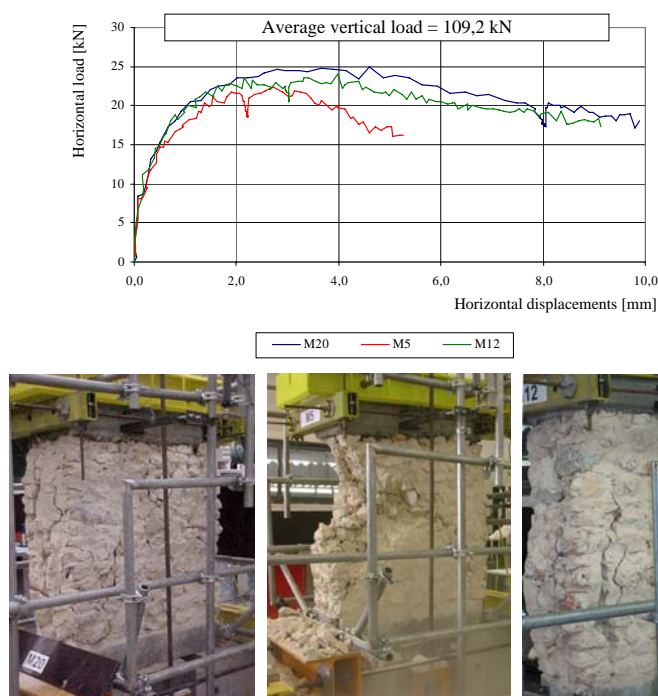 Average vertical load = 109,2 kN
Horizontal load [kN]
30
25
20
15
10
5
0
0,0 2,0 4,0 6,0 8,0 10,0
Horizontal displacements [mm]
M20 M5 M12
M20
M5
12